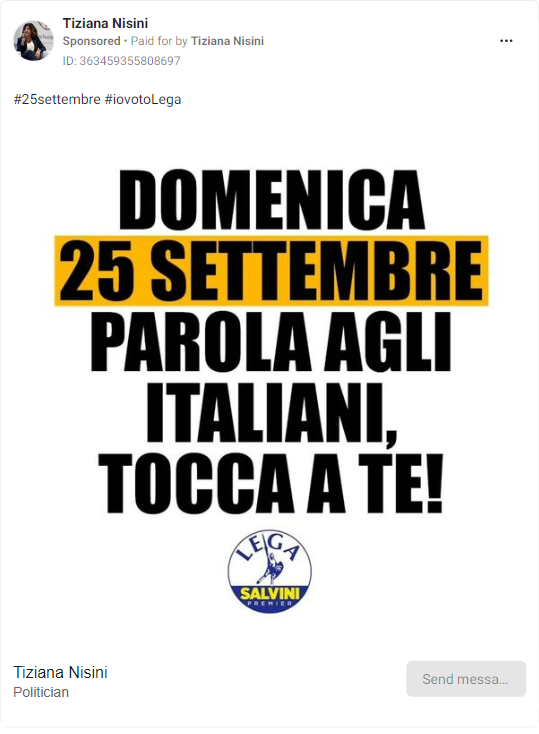 Tiziana Nisini
Sponsored • Paid for by Tiziana Nisini
ID: 363459355808697
#25settembre #iovotoLega
DOMENICA
25 SETTEMBRE
PAROLA AGLI
ITALIANI,
TOCCA A TE!
LEGA
SALVINI
PREMIER
Tiziana Nisini
Politician
Send messa...